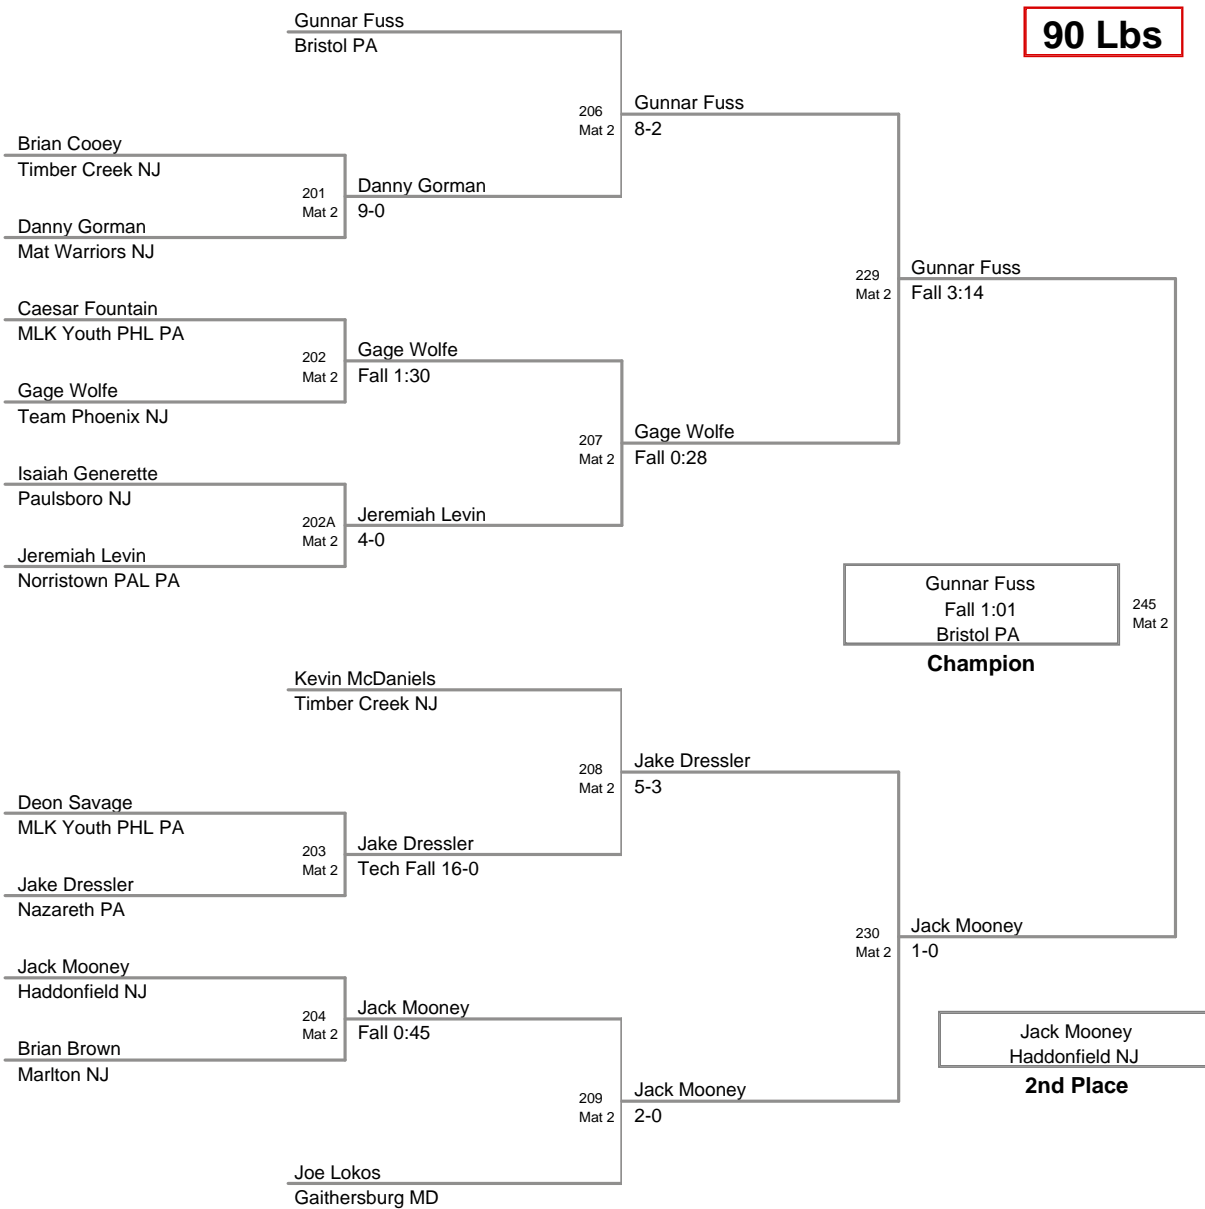 Gunnar Fuss
Bristol PA
90 Lbs
206
Mat 2
Gunnar Fuss
8-2
Brian Cooey
Timber Creek NJ
201
Mat 2
Danny Gorman
9-0
Danny Gorman
Mat Warriors NJ
229
Mat 2
Gunnar Fuss
Fall 3:14
Caesar Fountain
MLK Youth PHL PA
202
Mat 2
Gage Wolfe
Fall 1:30
Gage Wolfe
Team Phoenix NJ
207
Mat 2
Gage Wolfe
Fall 0:28
Isaiah Generette
Paulsboro NJ
202A
Mat 2
Jeremiah Levin
4-0
Jeremiah Levin
Norristown PAL PA
Gunnar Fuss
Fall 1:01
Bristol PA
Champion
245
Mat 2
Kevin McDaniels
Timber Creek NJ
208
Mat 2
Jake Dressler
5-3
Deon Savage
MLK Youth PHL PA
203
Mat 2
Jake Dressler
Tech Fall 16-0
Jake Dressler
Nazareth PA
230
Mat 2
Jack Mooney
1-0
Jack Mooney
Haddonfield NJ
204
Mat 2
Jack Mooney
Fall 0:45
Brian Brown
Marlton NJ
Jack Mooney
Haddonfield NJ
2nd Place
209
Mat 2
Jack Mooney
2-0
Joe Lokos
Gaithersburg MD